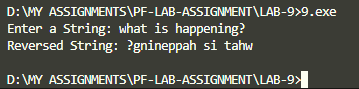 D:\MY ASSIGNMENTS\PF-LAB-ASSIGNMENT\LAB-9>9.exe
Enter a String: what is happening?
Reversed String: ?gnineppah si tahw
D:\MY ASSIGNMENTS\PF-LAB-ASSIGNMENT\LAB-9>